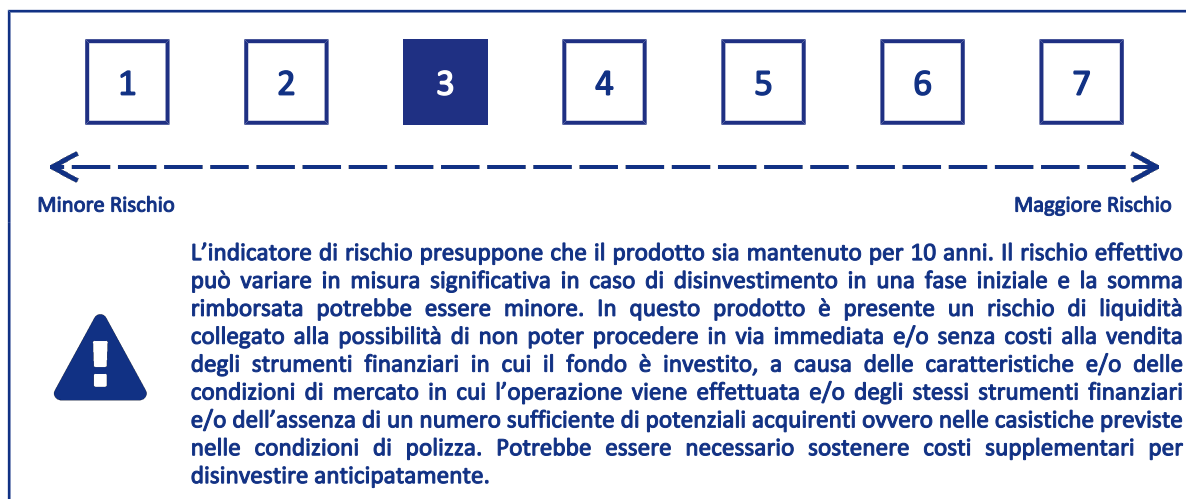 1 2 3 4 5 6 7
Minore Rischio Maggiore Rischio
L'indicatore di rischio presuppone che il prodotto sia mantenuto per 10 anni. Il rischio effettivo
può variare in misura significativa in caso di disinvestimento in una fase iniziale e la somma
rimborsata potrebbe essere minore. In questo prodotto è presente un rischio di liquidità
collegato alla possibilità di non poter procedere in via immediata e/o senza costi alla vendita
degli strumenti finanziari in cui il fondo è investito, a causa delle caratteristiche e/o delle
condizioni di mercato in cui l'operazione viene effettuata e/o degli stessi strumenti finanziari
e/o dell'assenza di un numero sufficiente di potenziali acquirenti ovvero nelle casistiche previste
nelle condizioni di polizza. Potrebbe essere necessario sostenere costi supplementari per
disinvestire anticipatamente.